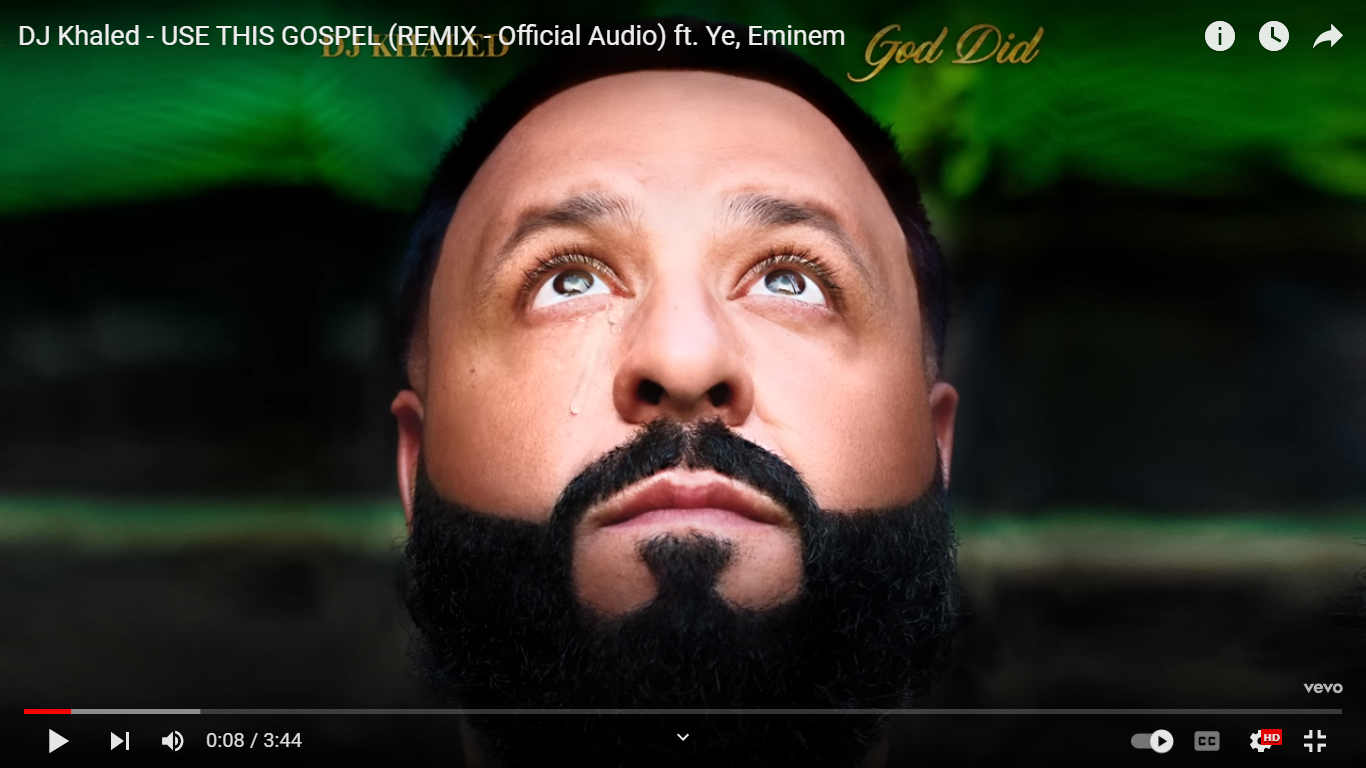 DJ Khaled - USE THIS GOSPEL (REMIX - Official Audio) ft. Ye, Eminem
DJ KHALED
God Did
vevo
0:08 / 3:44
CC
HD